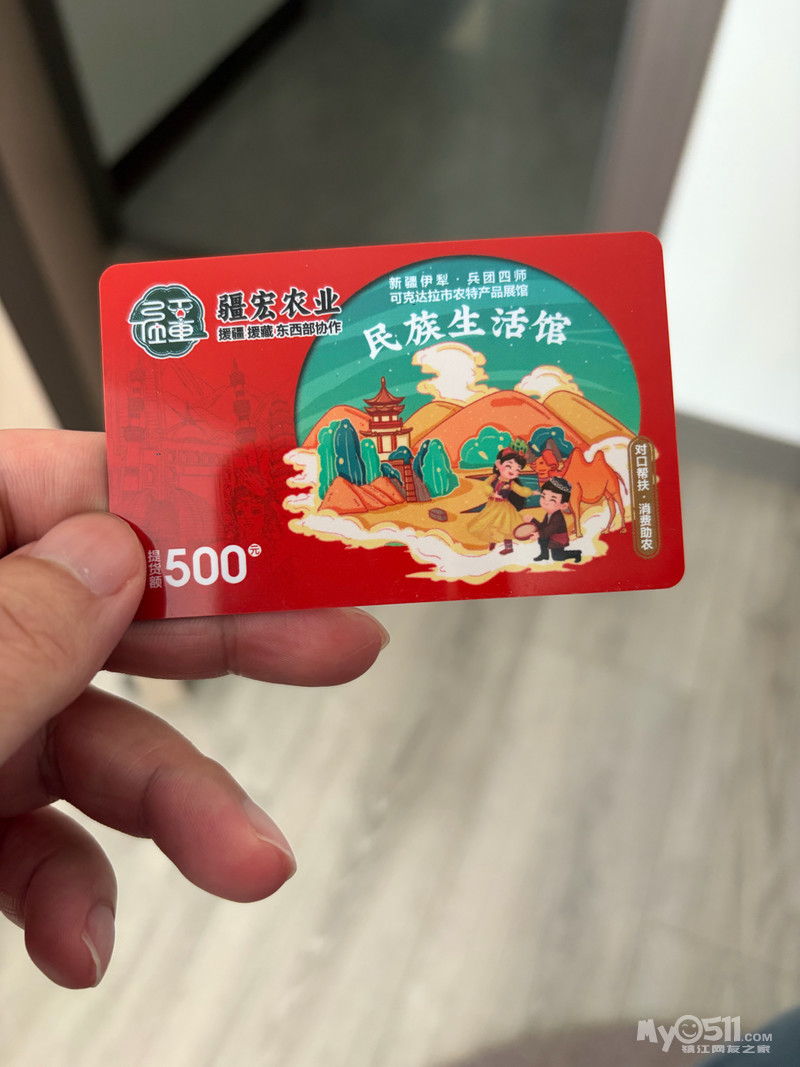 疆宏农业
援疆 援藏 东西部协作
新疆伊犁·兵团四师
可克达拉市农特产品展馆
民族生活馆
对口帮扶·消费助农
提货额500元
MyO511.COM
镇江网友之家